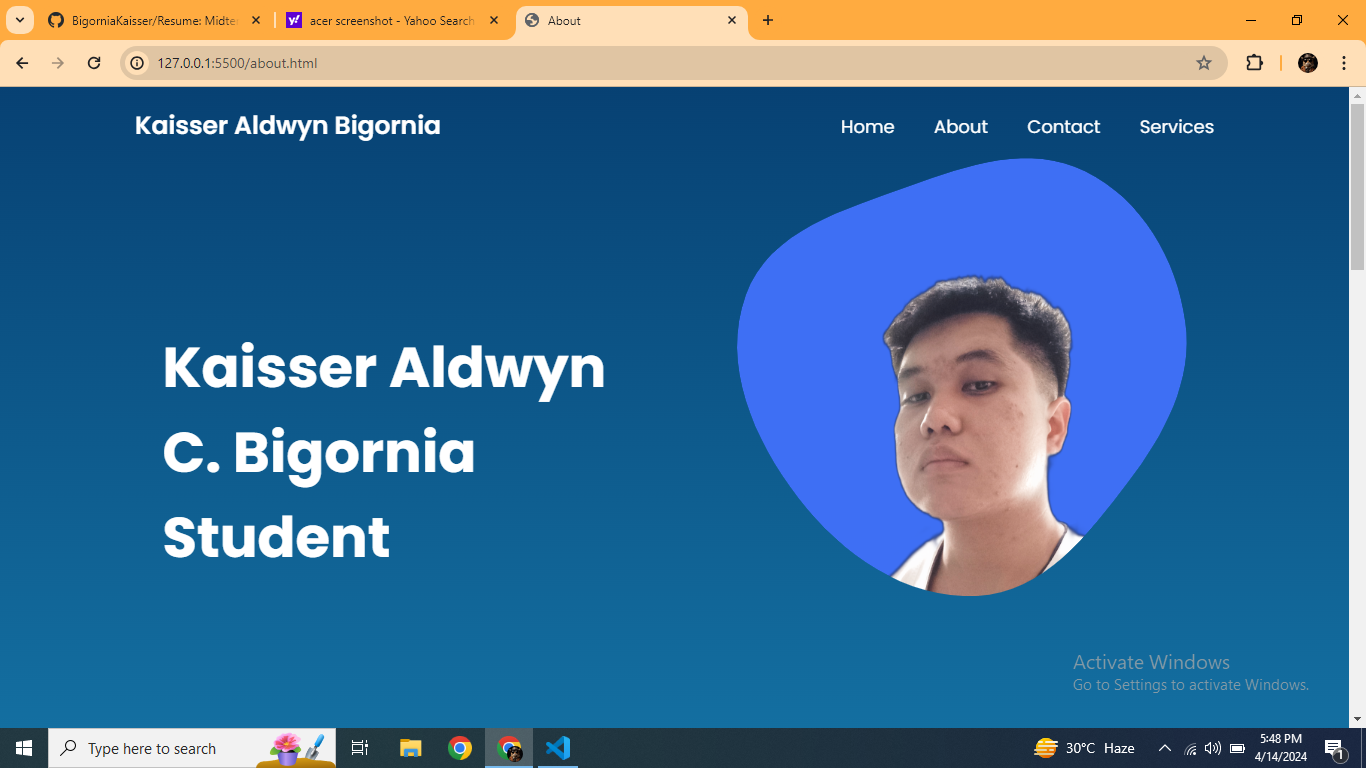 BigorniaKaisser/Resume: Midte
acer screenshot - Yahoo Search
About
127.0.0.1:5500/about.html
Kaisser Aldwyn Bigornia
Home
About
Contact
Services
Kaisser Aldwyn
C. Bigornia
Student
Activate Windows
Go to Settings to activate Windows.
Type here to search
30°C Haze
5:48 PM
4/14/2024
1